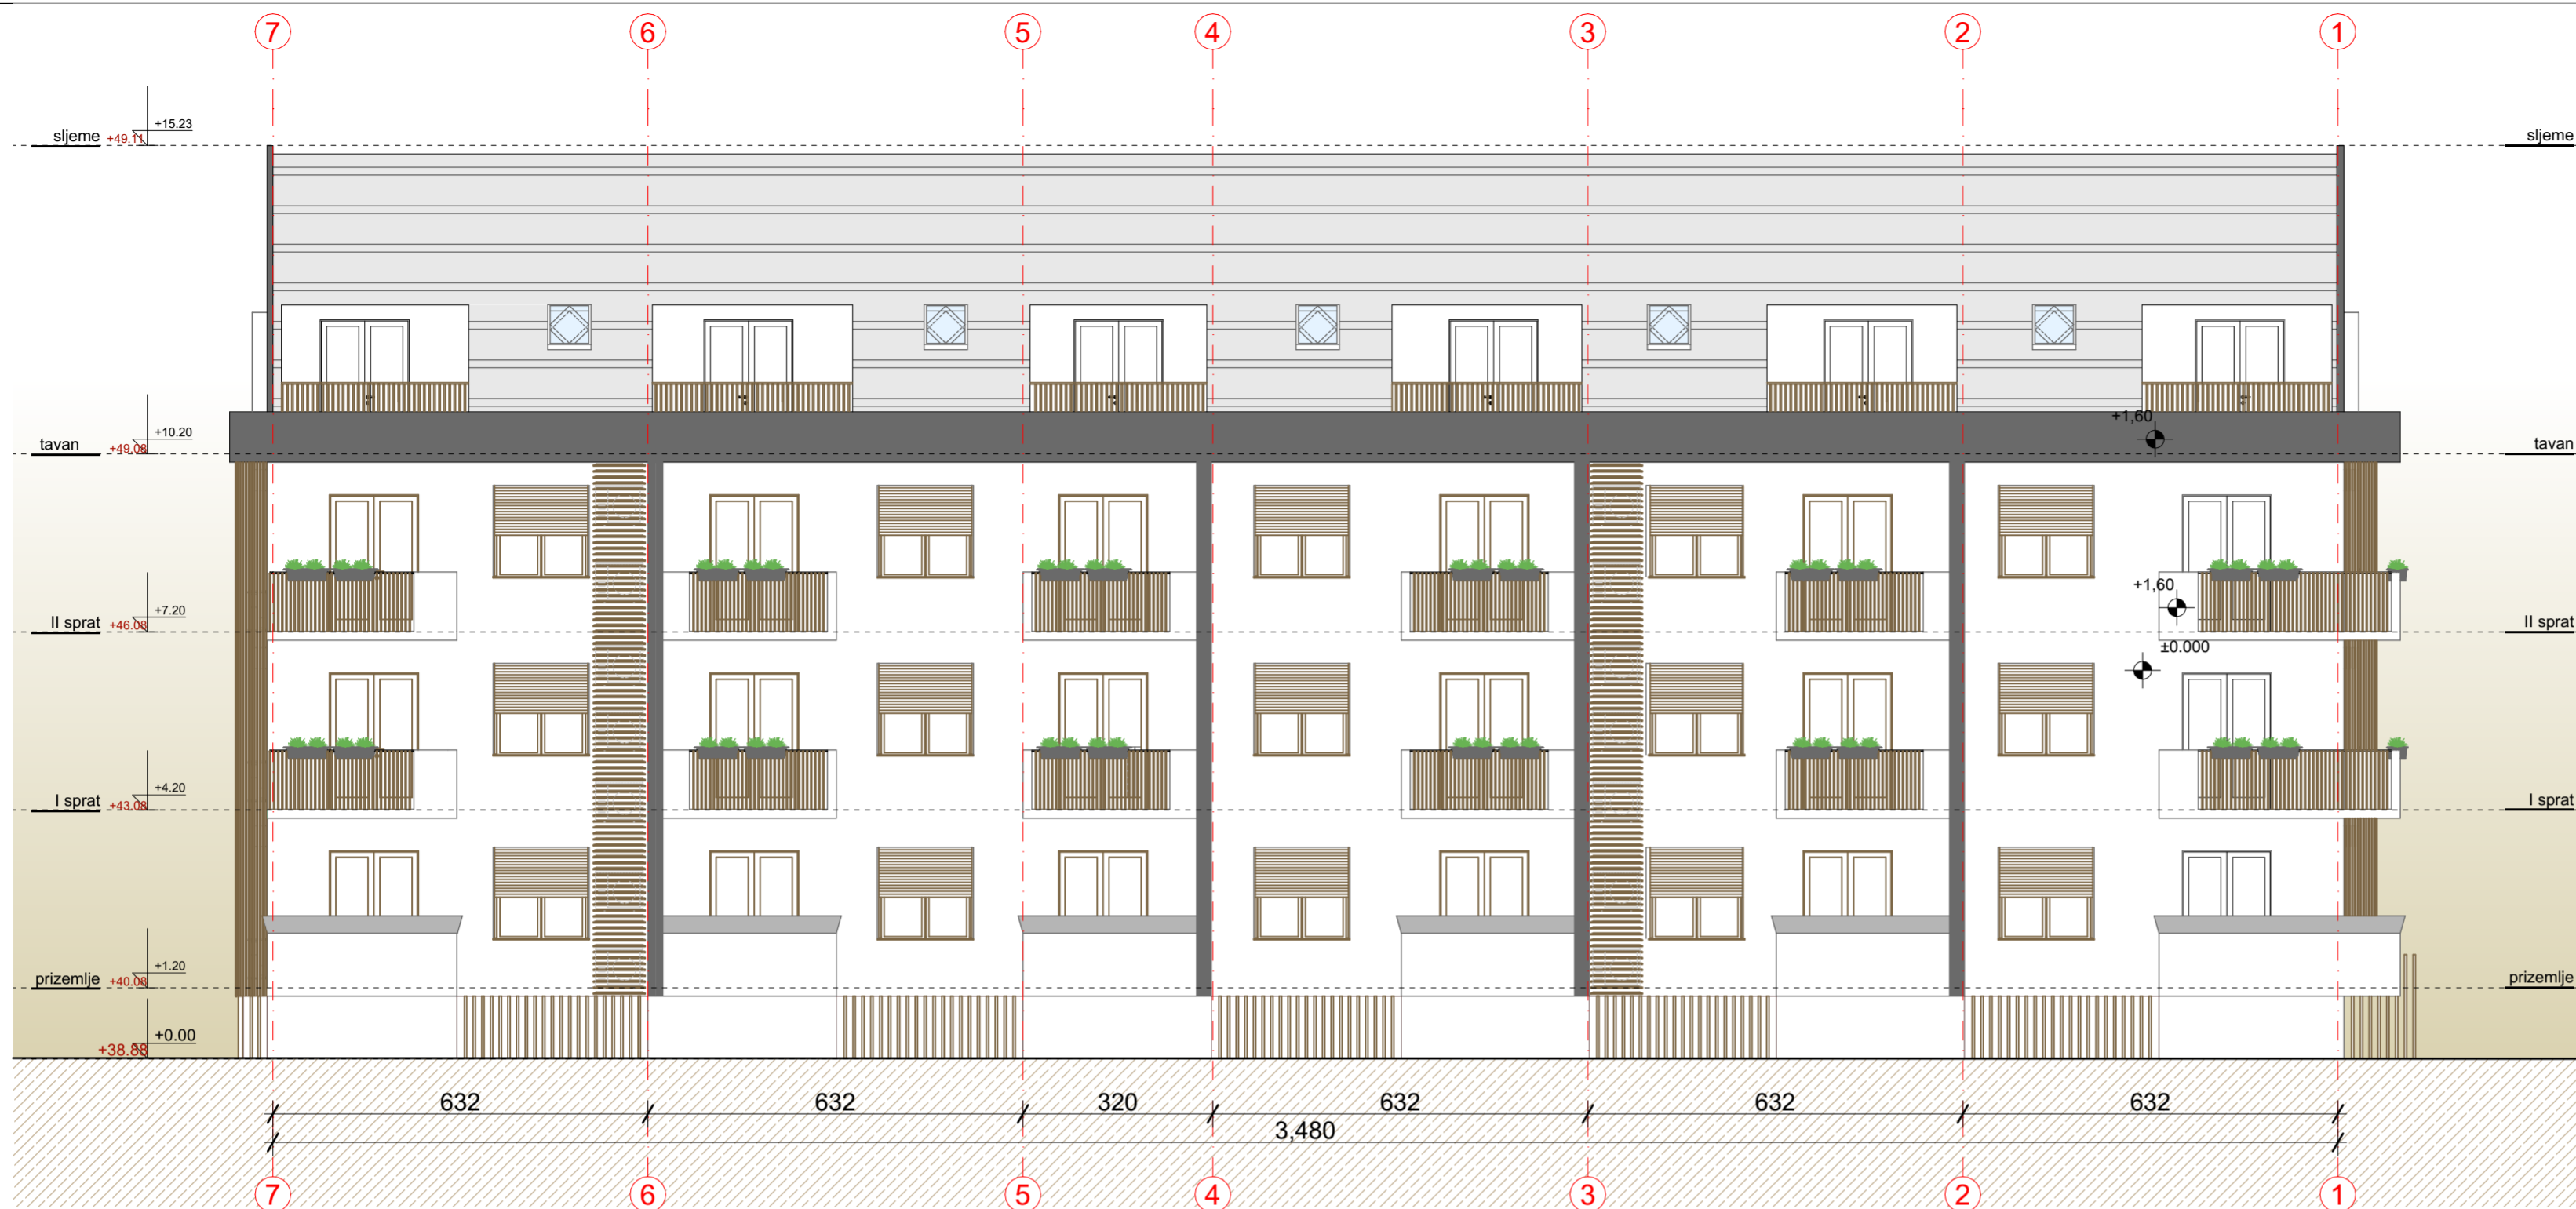 7 6 5 4 3 2 1
+15.23
sljeme +49.11 sljeme
+1,60
+10.20
tavan +49.08 tavan
+1,60
+7.20
II sprat +46.08 II sprat
±0.000
+4.20
I sprat +43.08 I sprat
+1.20
prizemlje +40.08 prizemlje
+0.00
+38.88
632 632 320 632 632 632
3,480
7 6 5 4 3 2 1